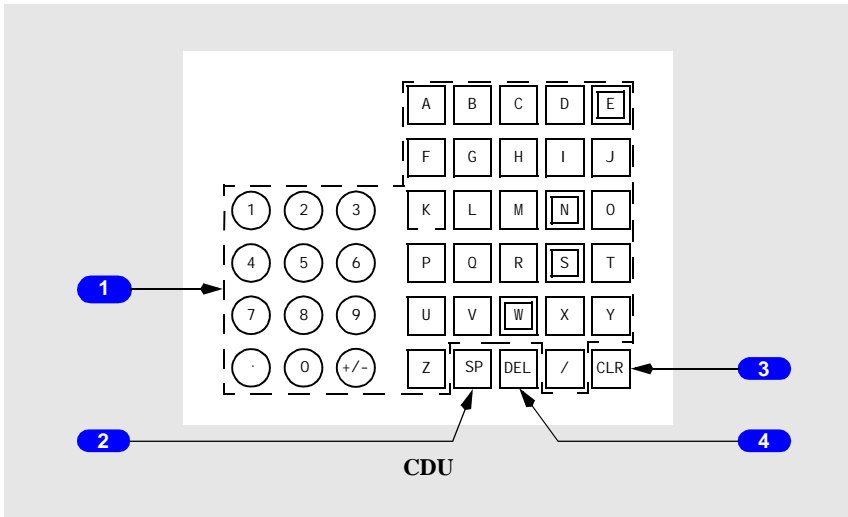 A B C D E
F G H I J
1 2 3 K L M N O
4 5 6 P Q R S T
1
7 8 9 U V W X Y
. 0 +/- Z SP DEL / CLR
3
2
4
CDU